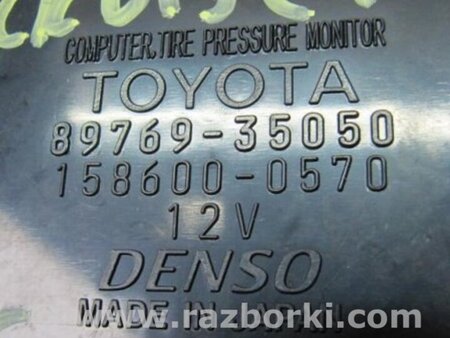 COMPUTER.TIRE PRESSURE MONITOR
TOYOTA
89769-35050
158600-0570
12V
DENSO
MADE IN JAPAN
www.razborki.com